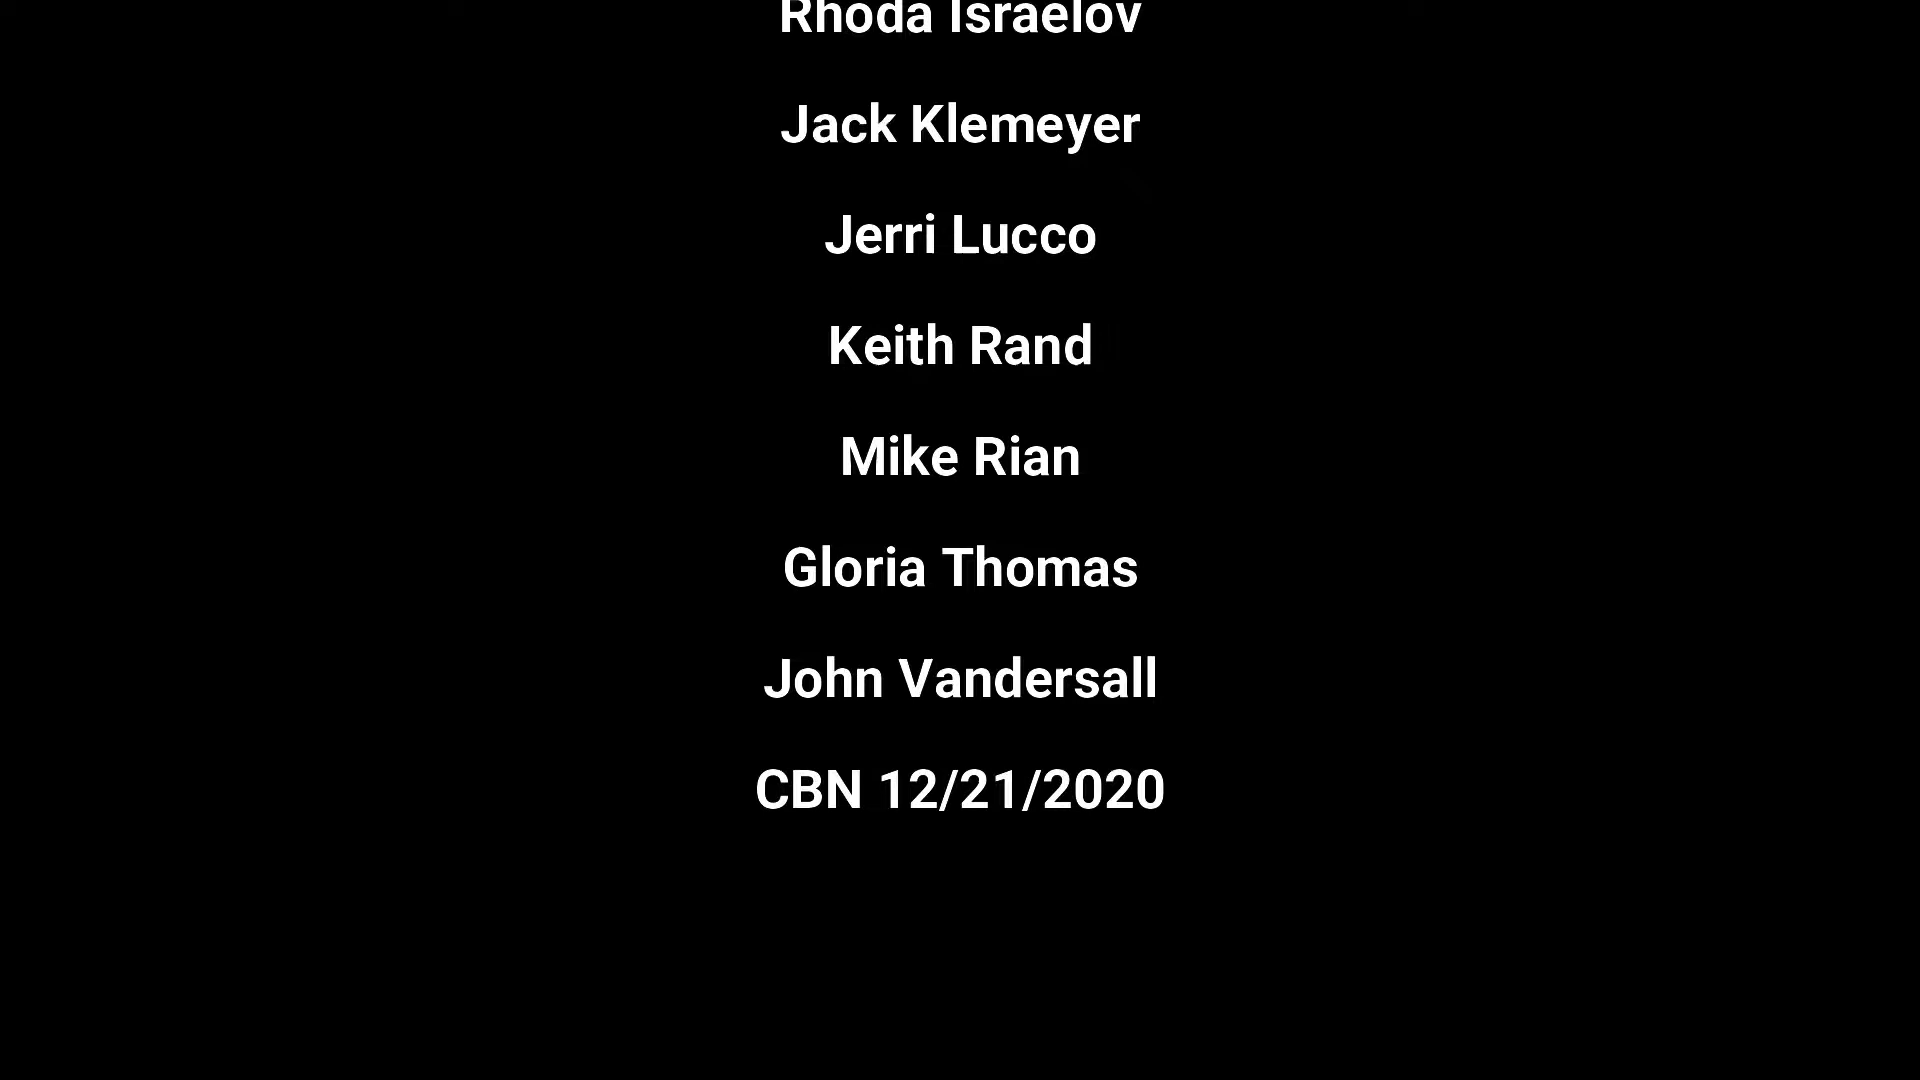 Rhoda Israelov
Jack Klemeyer
Jerri Lucco
Keith Rand
Mike Rian
Gloria Thomas
John Vandersall
CBN 12/21/2020